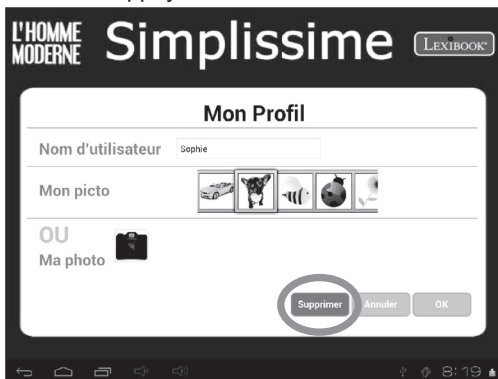 L'HOMME
MODERNE
Simplissime
LEXIBOOK®
Mon Profil
Nom d'utilisateur
Sophie
Mon picto
OU
Ma photo
Supprimer
Annuler
OK
8:19